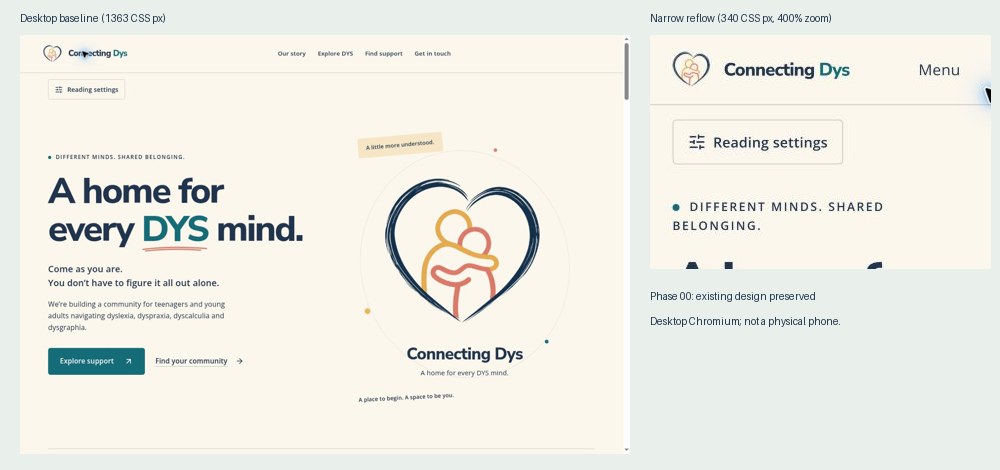 Desktop baseline (1363 CSS px)
Connecting Dys
Our story Explore DYS Find support Get in touch
Reading settings
DIFFERENT MINDS. SHARED BELONGING.
A home for
every DYS mind.
Come as you are.
You don't have to figure it all out alone.
We're building a community for teenagers and young
adults navigating dyslexia, dyspraxia, dyscalculia and
dysgraphia.
Explore support
Find your community
A little more understood.
Connecting Dys
A home for every DYS mind.
A place to begin. A space to be you.
Narrow reflow (340 CSS px, 400% zoom)
Connecting Dys
Menu
Reading settings
DIFFERENT MINDS. SHARED
BELONGING.
Phase 00: existing design preserved
Desktop Chromium; not a physical phone.